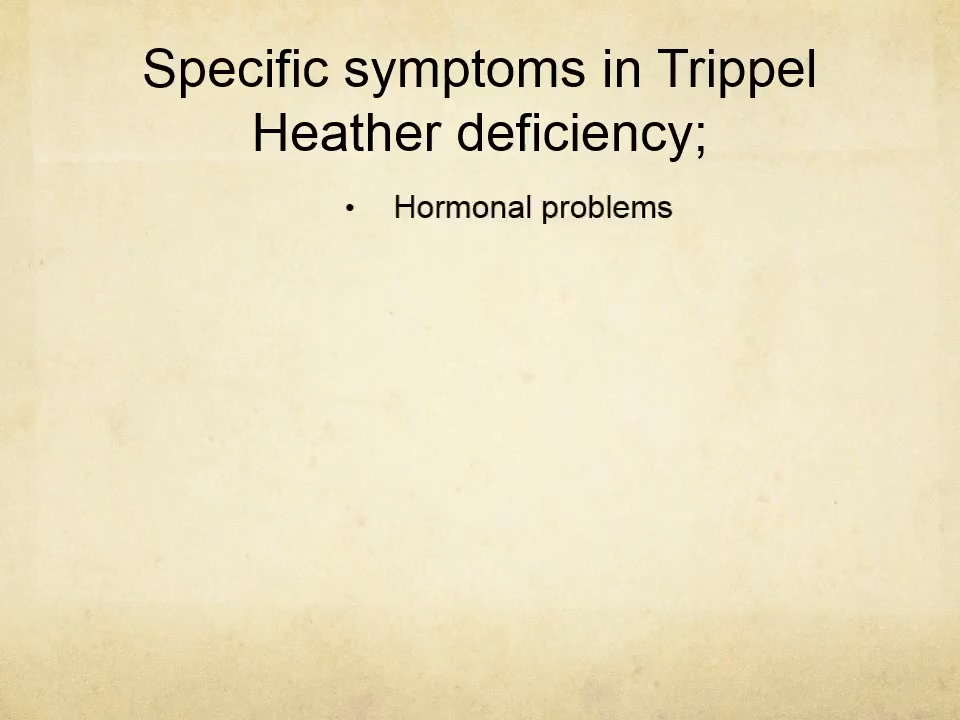 Specific symptoms in Trippel
Heather deficiency;
• Hormonal problems